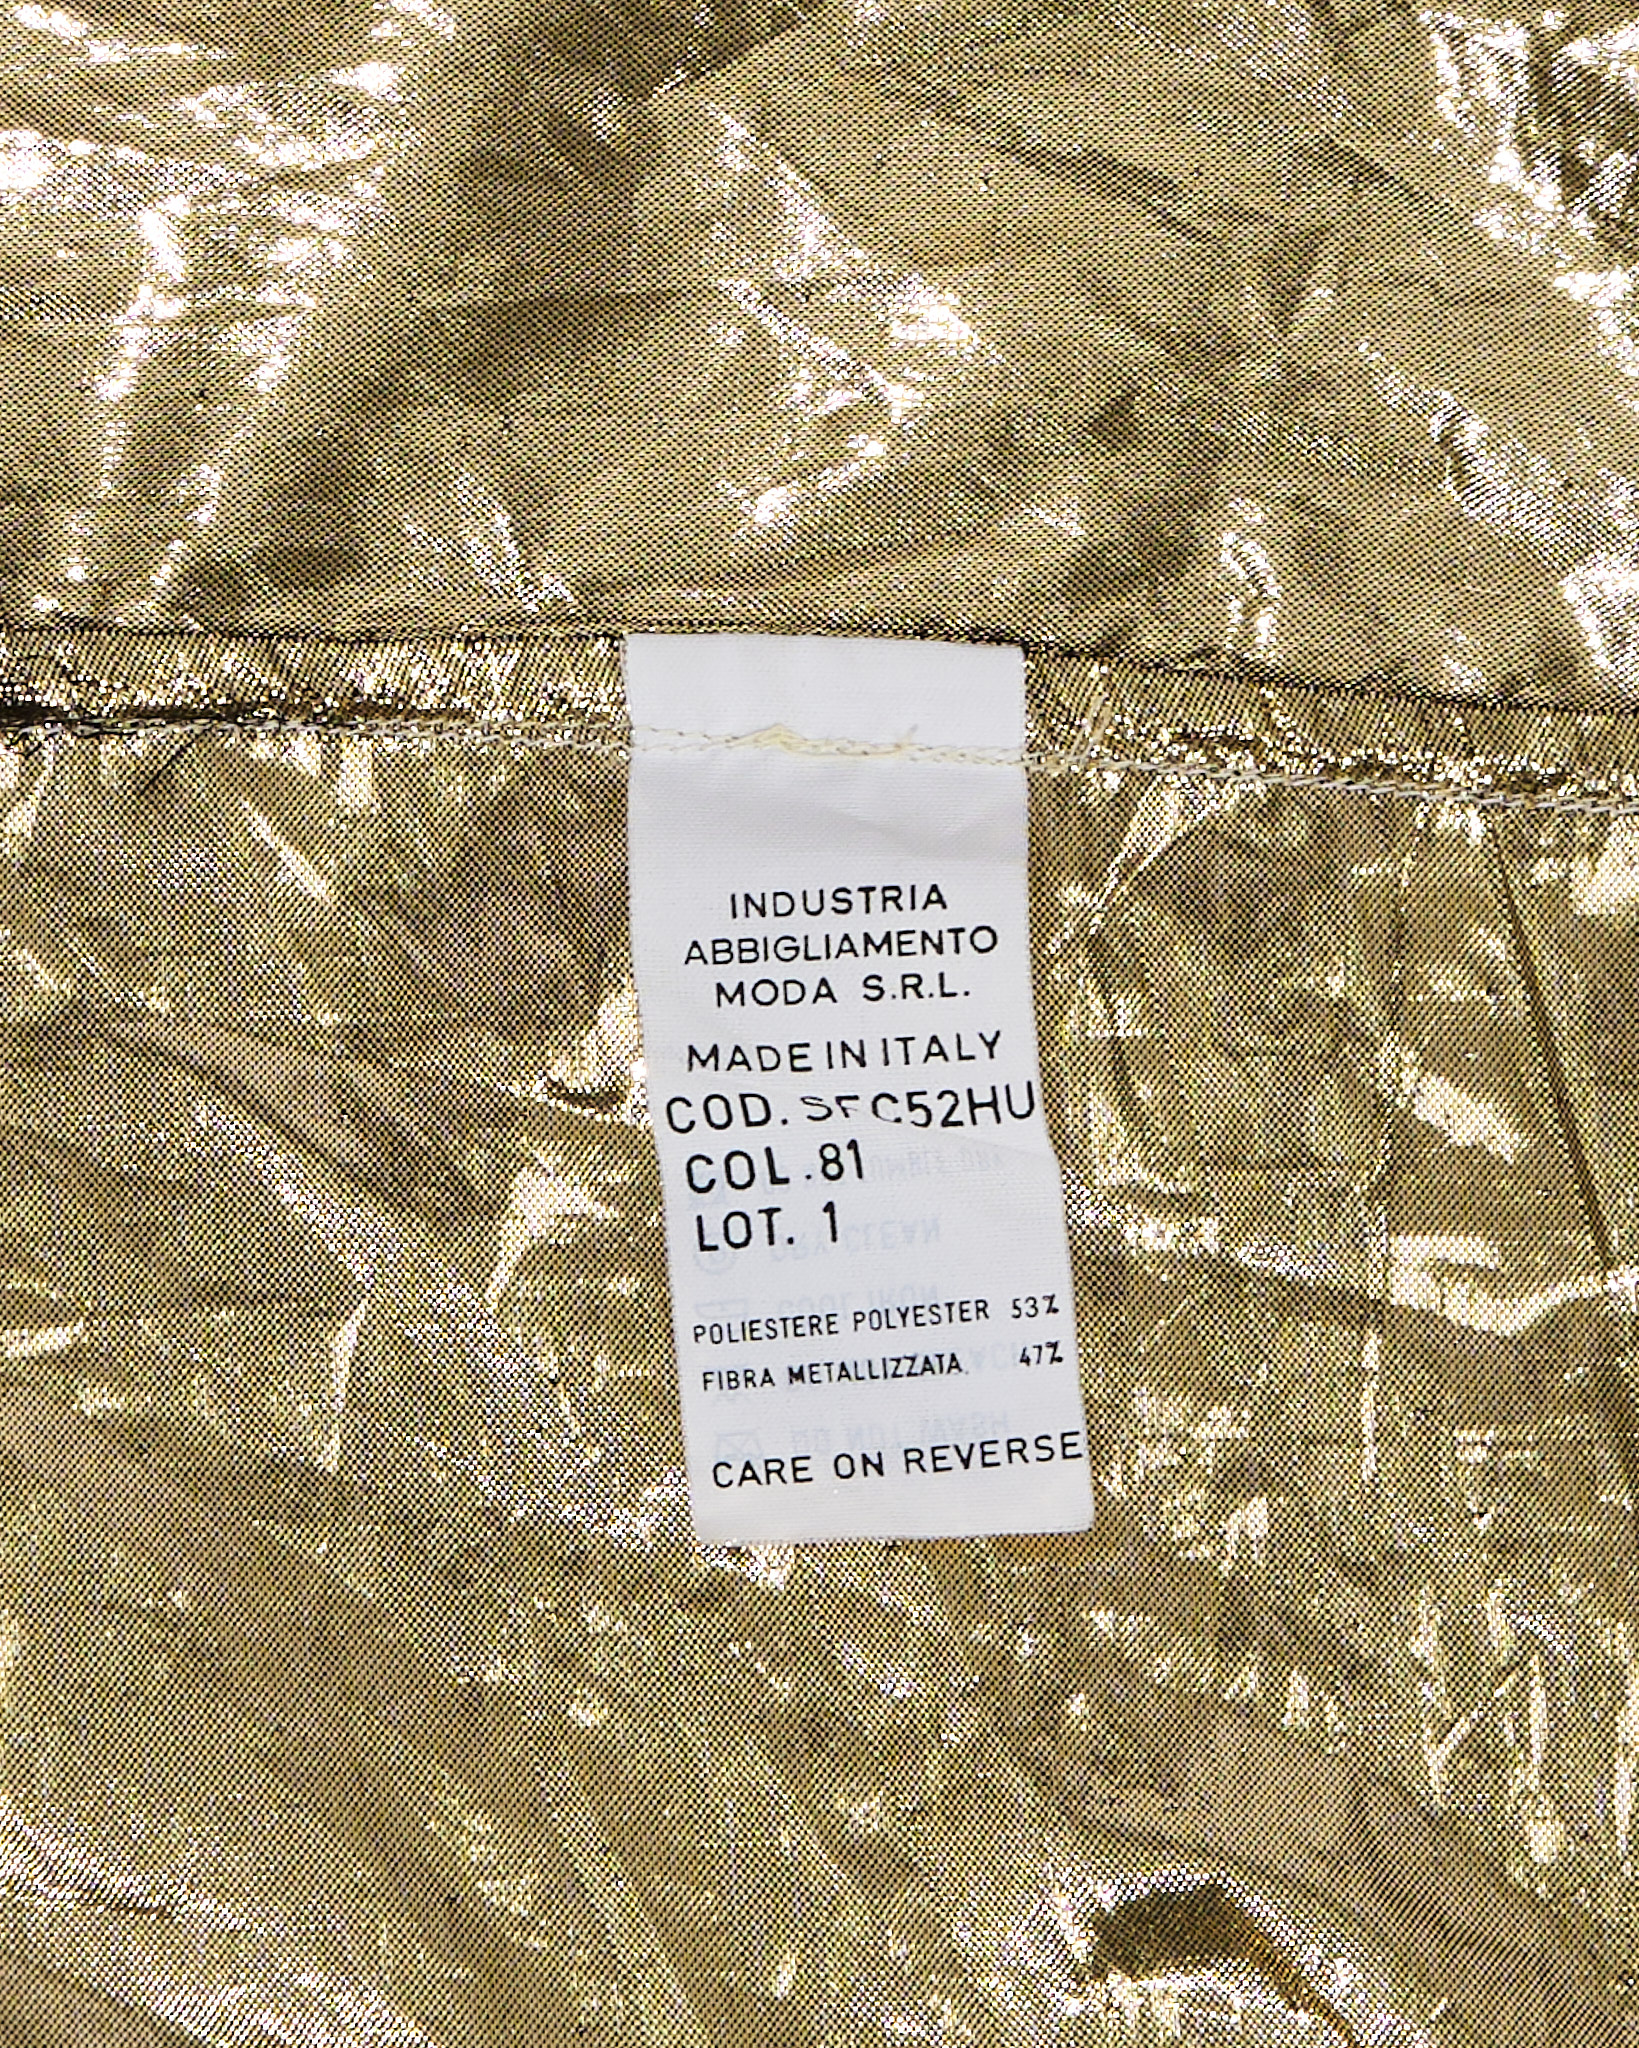 INDUSTRIA
ABBIGLIAMENTO
MODA S.R.L.
MADE IN ITALY
COD. SFC52HU
COL.81
LOT. 1
POLIESTERE POLYESTER 53%
FIBRA METALLIZZATA. 47%
CARE ON REVERSE